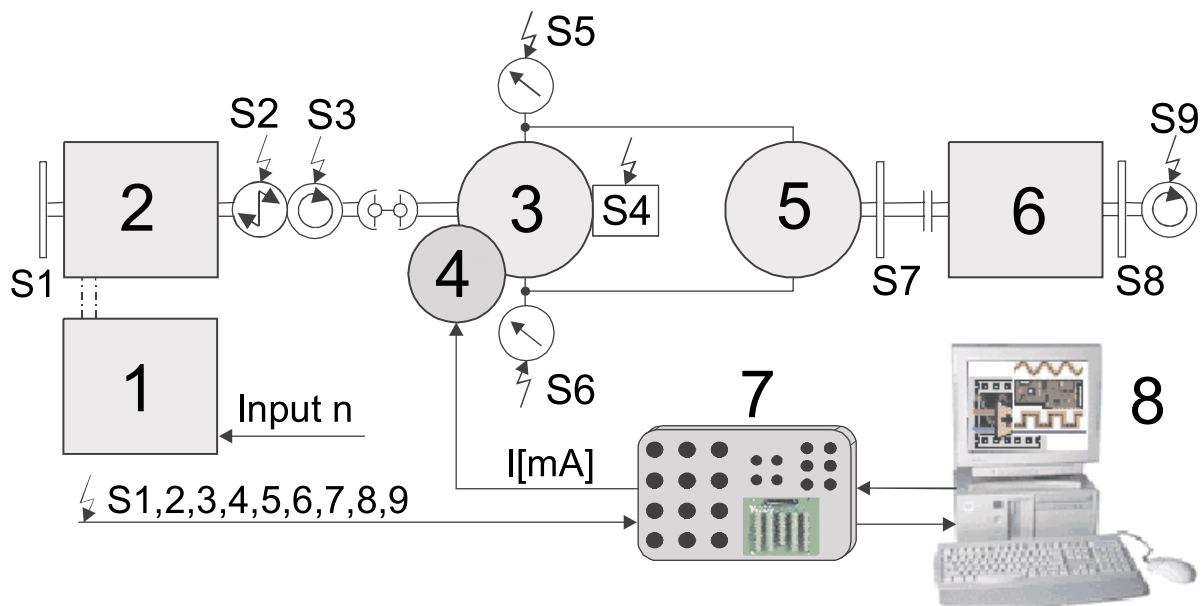 S5
S2 S3 S9
2 3 S4 5 6
4
S1 S7 S8
1 S6 7 8
Input n
I[mA]
S1,2,3,4,5,6,7,8,9